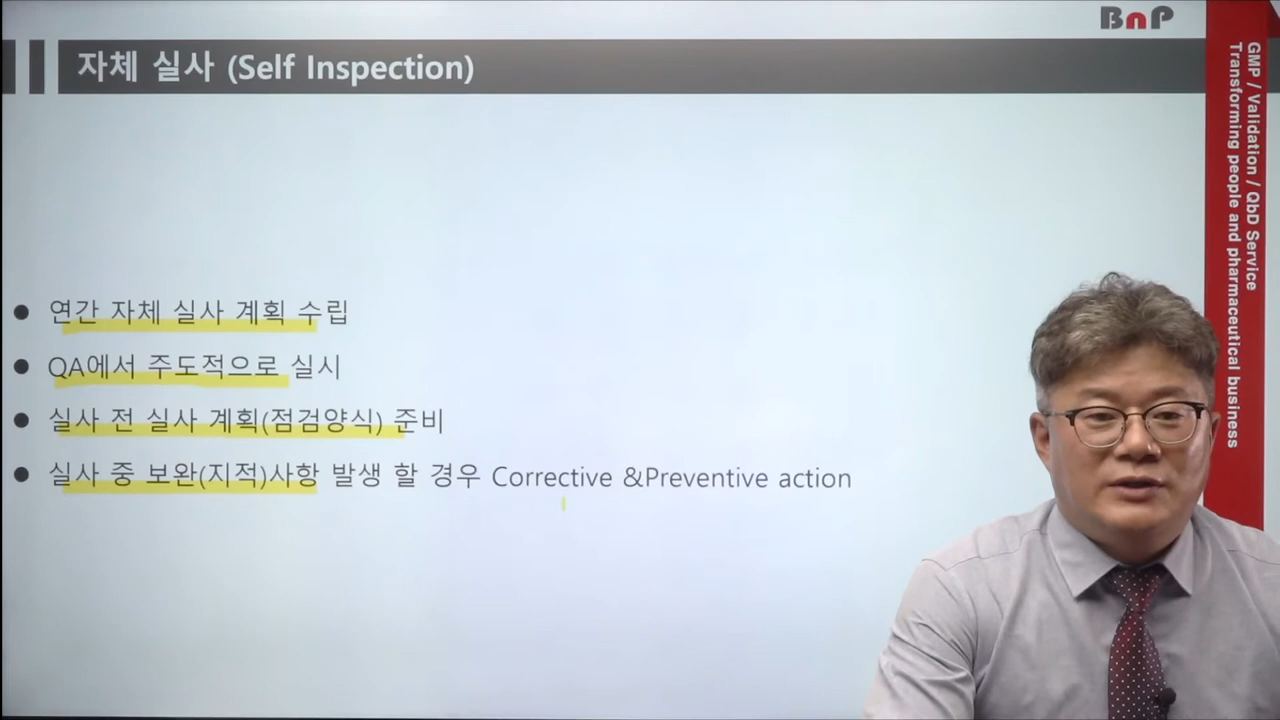 BnP
자체 실사 (Self Inspection)
GMP / Validation / QbD Service
Transforming people and pharmaceutical business
● 연간 자체 실사 계획 수립
● QA에서 주도적으로 실시
● 실사 전 실사 계획(점검양식) 준비
● 실사 중 보완(지적)사항 발생 할 경우 Corrective &Preventive action